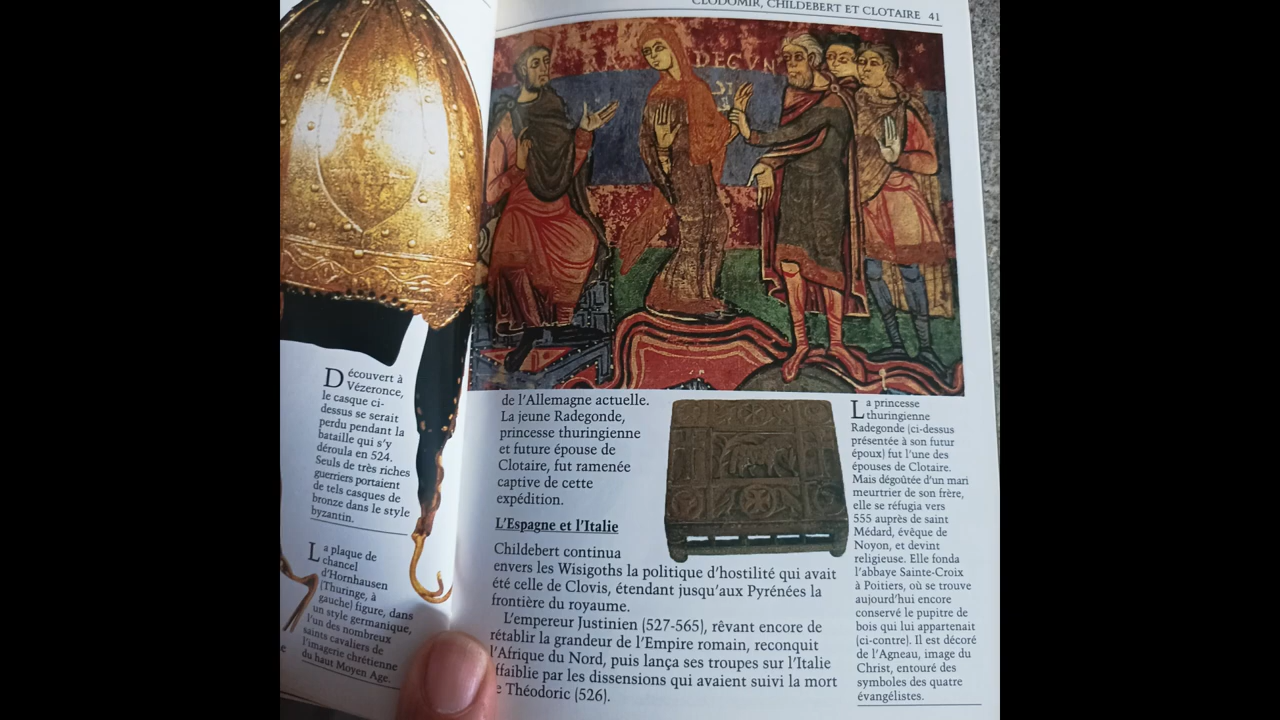 CLODOMIR, CHILDEBERT ET CLOTAIRE 41
DECVN
Découvert à
Vézeronce,
le casque ci-
dessus se serait
perdu pendant la
bataille qui s'y
déroula en 524.
Seuls de très riches
guerriers portaient
de tels casques de
bronze dans le style
byzantin.
La plaque de
chancel
d'Hornhausen
(Thuringe, à
gauche) figure, dans
un style germanique,
l'un des nombreux
saints cavaliers de
l'imagerie chrétienne
du haut Moyen Age.
de l'Allemagne actuelle.
La jeune Radegonde,
princesse thuringienne
et future épouse de
Clotaire, fut ramenée
captive de cette
expédition.
L'Espagne et l'Italie
Childebert continua
envers les Wisigoths la politique d'hostilité qui avait
été celle de Clovis, étendant jusqu'aux Pyrénées la
frontière du royaume.
L'empereur Justinien (527-565), rêvant encore de
rétablir la grandeur de l'Empire romain, reconquit
l'Afrique du Nord, puis lança ses troupes sur l'Italie
affaiblie par les dissensions qui avaient suivi la mort
de Théodoric (526).
La princesse
thuringienne
Radegonde (ci-dessus
présentée à son futur
époux) fut l'une des
épouses de Clotaire.
Mais dégoûtée d'un mari
meurtrier de son frère,
elle se réfugia vers
555 auprès de saint
Médard, évêque de
Noyon, et devint
religieuse. Elle fonda
l'abbaye Sainte-Croix
à Poitiers, où se trouve
aujourd'hui encore
conservé le pupitre de
bois qui lui appartenait
(ci-contre). Il est décoré
de l'Agneau, image du
Christ, entouré des
symboles des quatre
évangélistes.